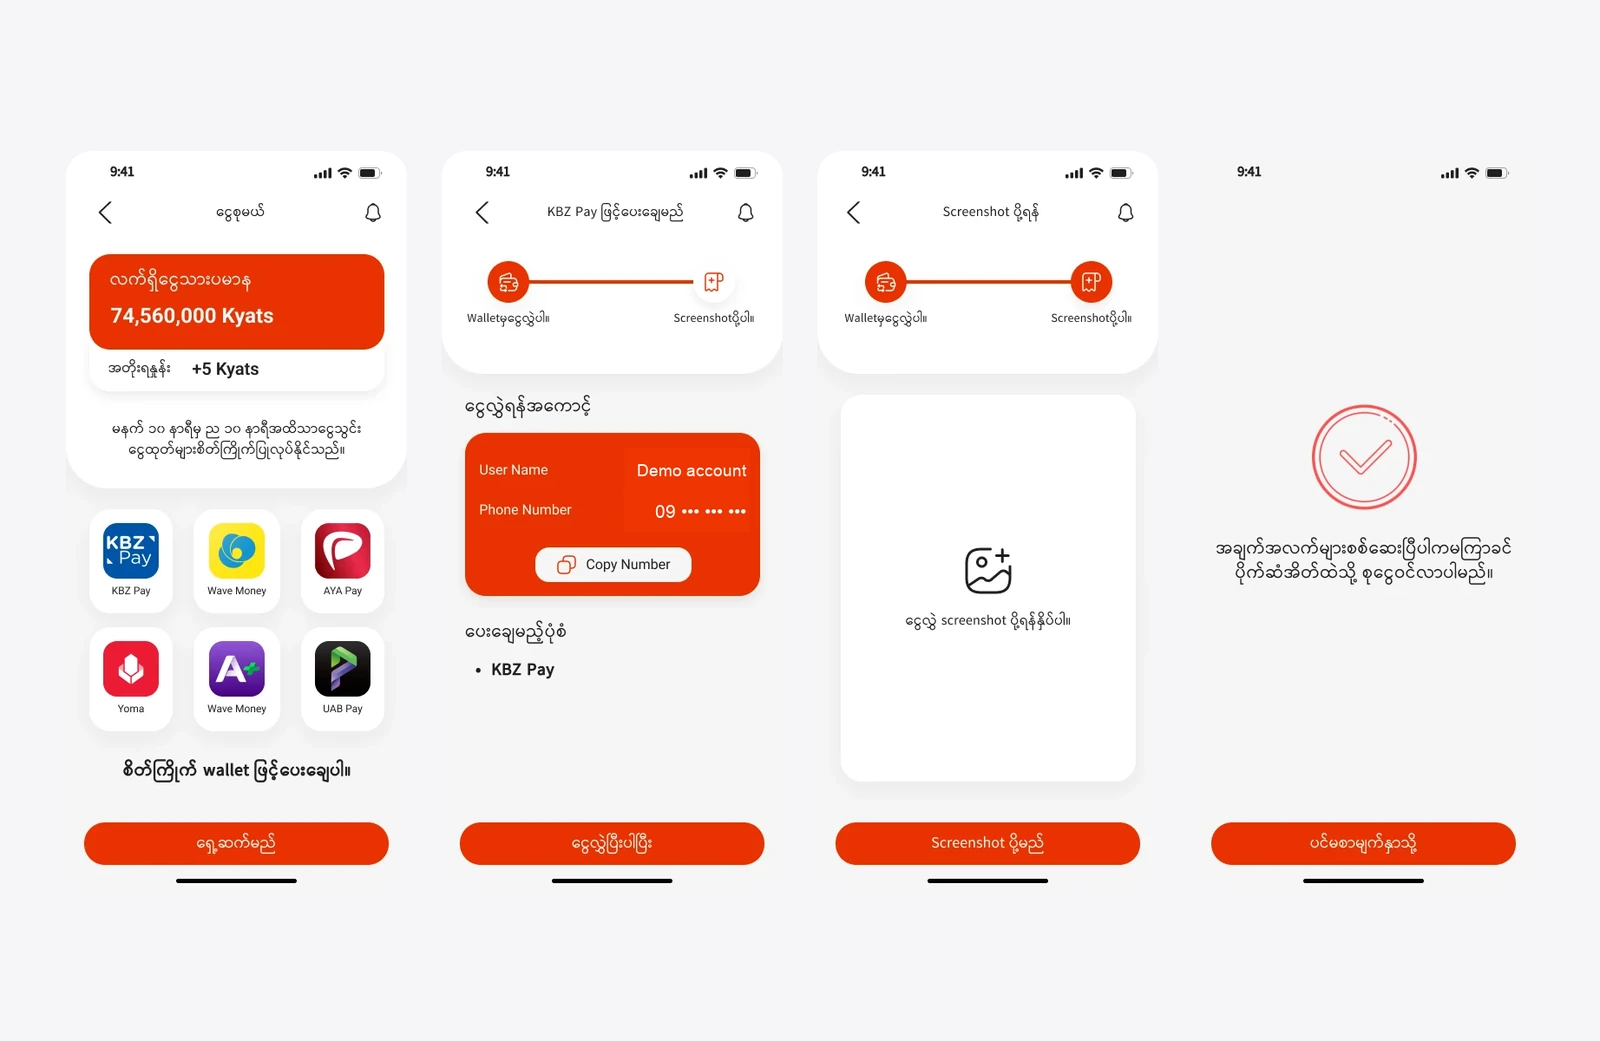 9:41
ငွေစုမယ်
လက်ရှိငွေသားပမာန
74,560,000 Kyats
အတိုးရနှုန်း +5 Kyats
မနက် ၁၀ နာရီမှ ည ၁၀ နာရီအထိသာငွေသွင်း
ငွေထုတ်များစိတ်ကြိုက်ပြုလုပ်နိုင်သည်။
KBZ Pay
KBZ Pay
Wave Money
AYA Pay
Yoma
A+
Wave Money
UAB Pay
စိတ်ကြိုက် wallet ဖြင့်ပေးချေပါ။
ရှေ့ဆက်မည်
9:41
KBZ Pay ဖြင့်ပေးချေမည်
Walletမှငွေလွှဲပါ။
Screenshotပို့ပါ။
ငွေလွှဲရန်အကောင့်
User Name Demo account
Phone Number 09 ••• ••• •••
Copy Number
ပေးချေမည့်ပုံစံ
• KBZ Pay
ငွေလွှဲပြီးပါပြီး
9:41
Screenshot ပို့ရန်
Walletမှငွေလွှဲပါ။
Screenshotပို့ပါ။
ငွေလွှဲ screenshot ပို့ရန်နှိပ်ပါ။
Screenshot ပို့မည်
9:41
အချက်အလက်များစစ်ဆေးပြီပါကမကြာခင်
ပိုက်ဆံအိတ်ထဲသို့ စုငွေဝင်လာပါမည်။
ပင်မစာမျက်နှာသို့